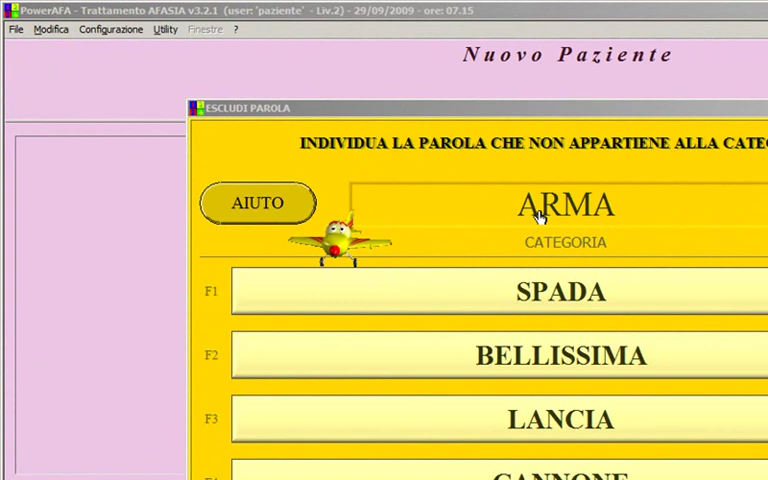 PowerAFA - Trattamento AFASIA v3.2.1 (user: 'paziente' - Liv.2) - 29/09/2009 - ore: 07.15
File Modifica Configurazione Utility Finestre ?
Nuovo Paziente
ESCLUDI PAROLA
INDIVIDUA LA PAROLA CHE NON APPARTIENE ALLA CATEG
AIUTO
ARMA
CATEGORIA
F1 SPADA
F2 BELLISSIMA
F3 LANCIA
CANNONE